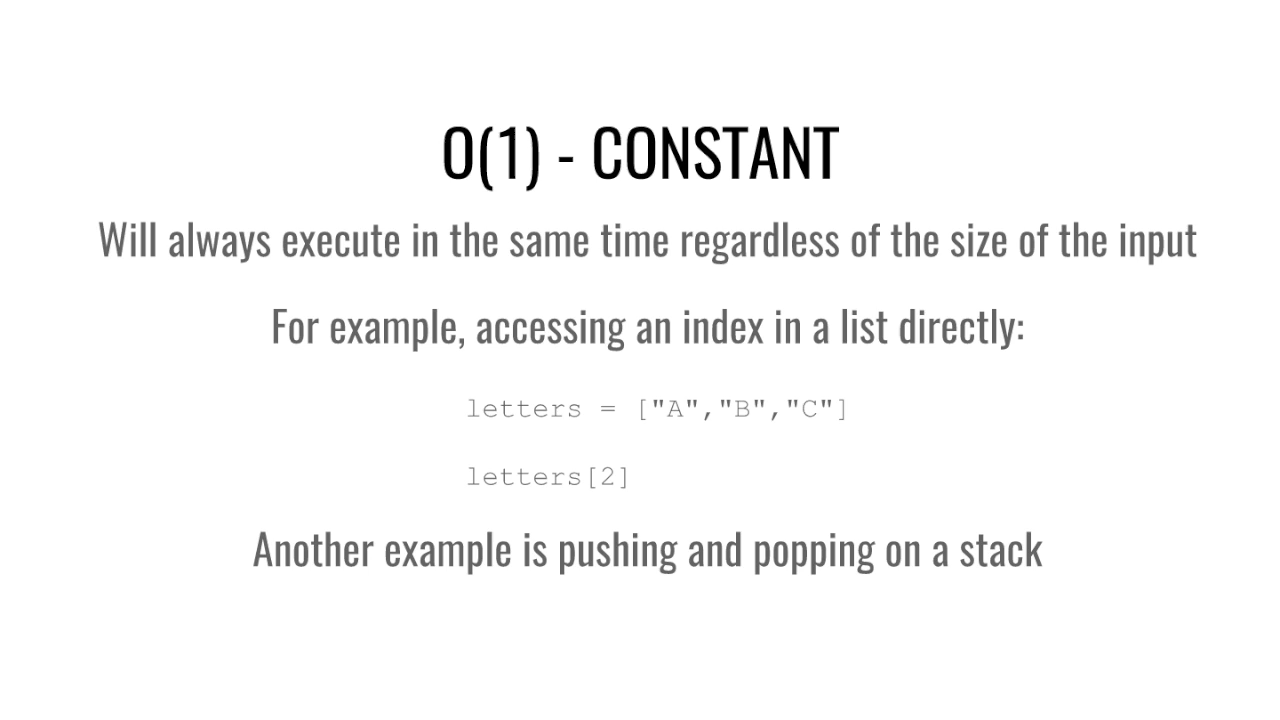 O(1) - CONSTANT
Will always execute in the same time regardless of the size of the input
For example, accessing an index in a list directly:
letters = ["A","B","C"]
letters[2]
Another example is pushing and popping on a stack